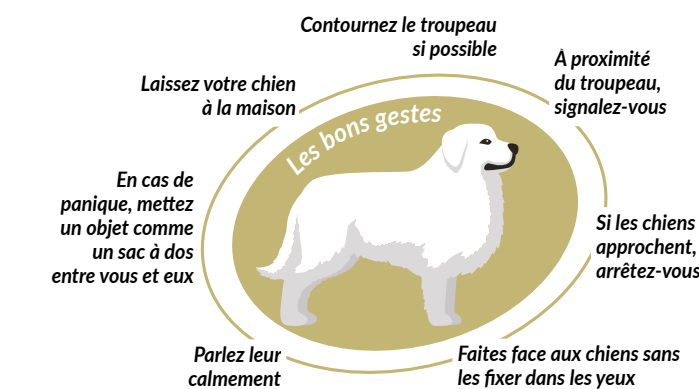 Contournez le troupeau
si possible
À proximité
du troupeau,
signalez-vous
Laissez votre chien
à la maison
Les bons gestes
En cas de
panique, mettez
un objet comme
un sac à dos
entre vous et eux
Si les chiens
approchent,
arrêtez-vous
Parlez leur
calmement
Faites face aux chiens sans
les fixer dans les yeux